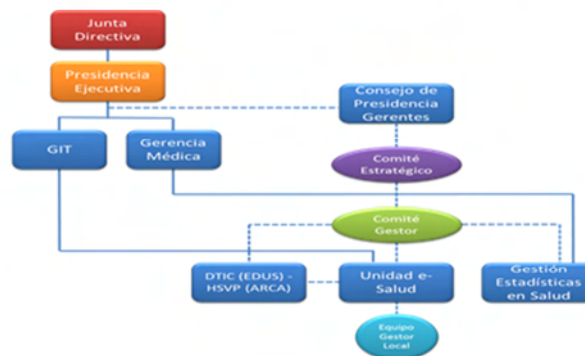 Junta
Directiva
Presidencia
Ejecutiva
Consejo de
Presidencia
Gerentes
GIT
Gerencia
Médica
Comité
Estratégico
Comité
Gestor
DTIC (EDUS) -
HSVP (ARCA)
Unidad e-
Salud
Gestión
Estadísticas
en Salud
Equipo
Gestor
Local